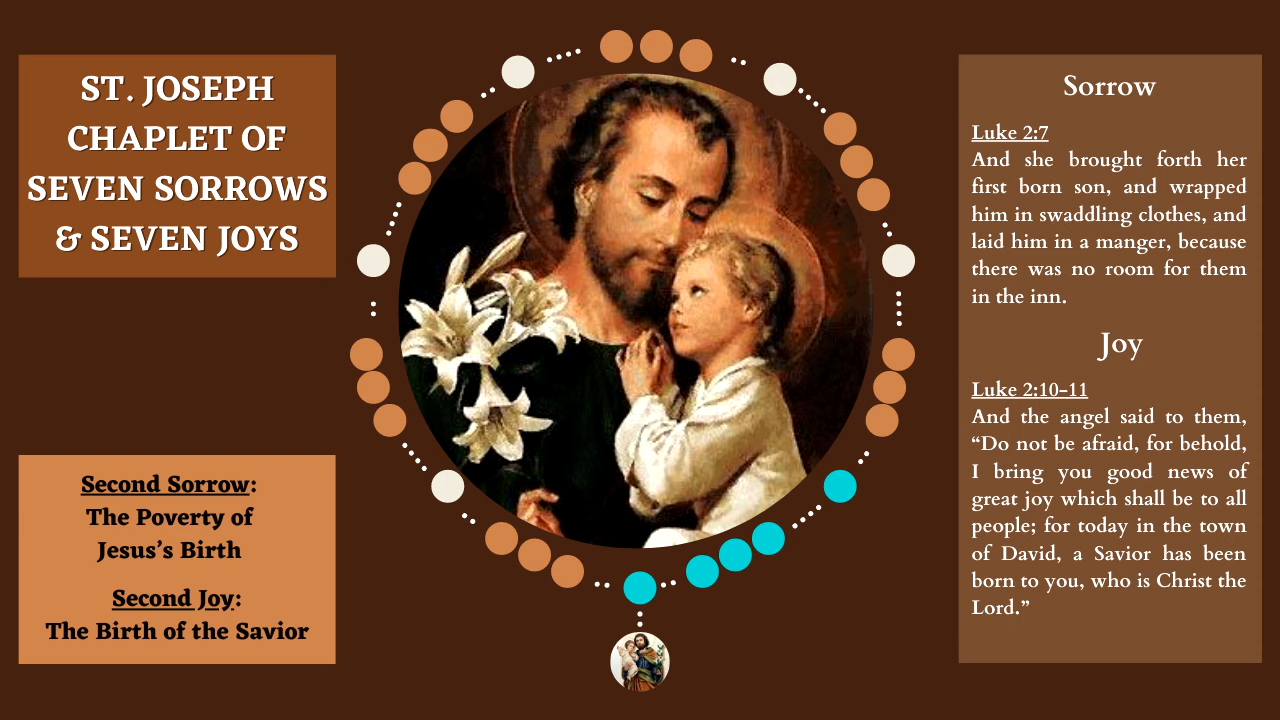 ST. JOSEPH
CHAPLET OF
SEVEN SORROWS
& SEVEN JOYS
Second Sorrow:
The Poverty of
Jesus's Birth
Second Joy:
The Birth of the Savior
Sorrow
Luke 2:7
And she brought forth her
first born son, and wrapped
him in swaddling clothes, and
laid him in a manger, because
there was no room for them
in the inn.
Joy
Luke 2:10-11
And the angel said to them,
“Do not be afraid, for behold,
I bring you good news of
great joy which shall be to all
people; for today in the town
of David, a Savior has been
born to you, who is Christ the
Lord.”